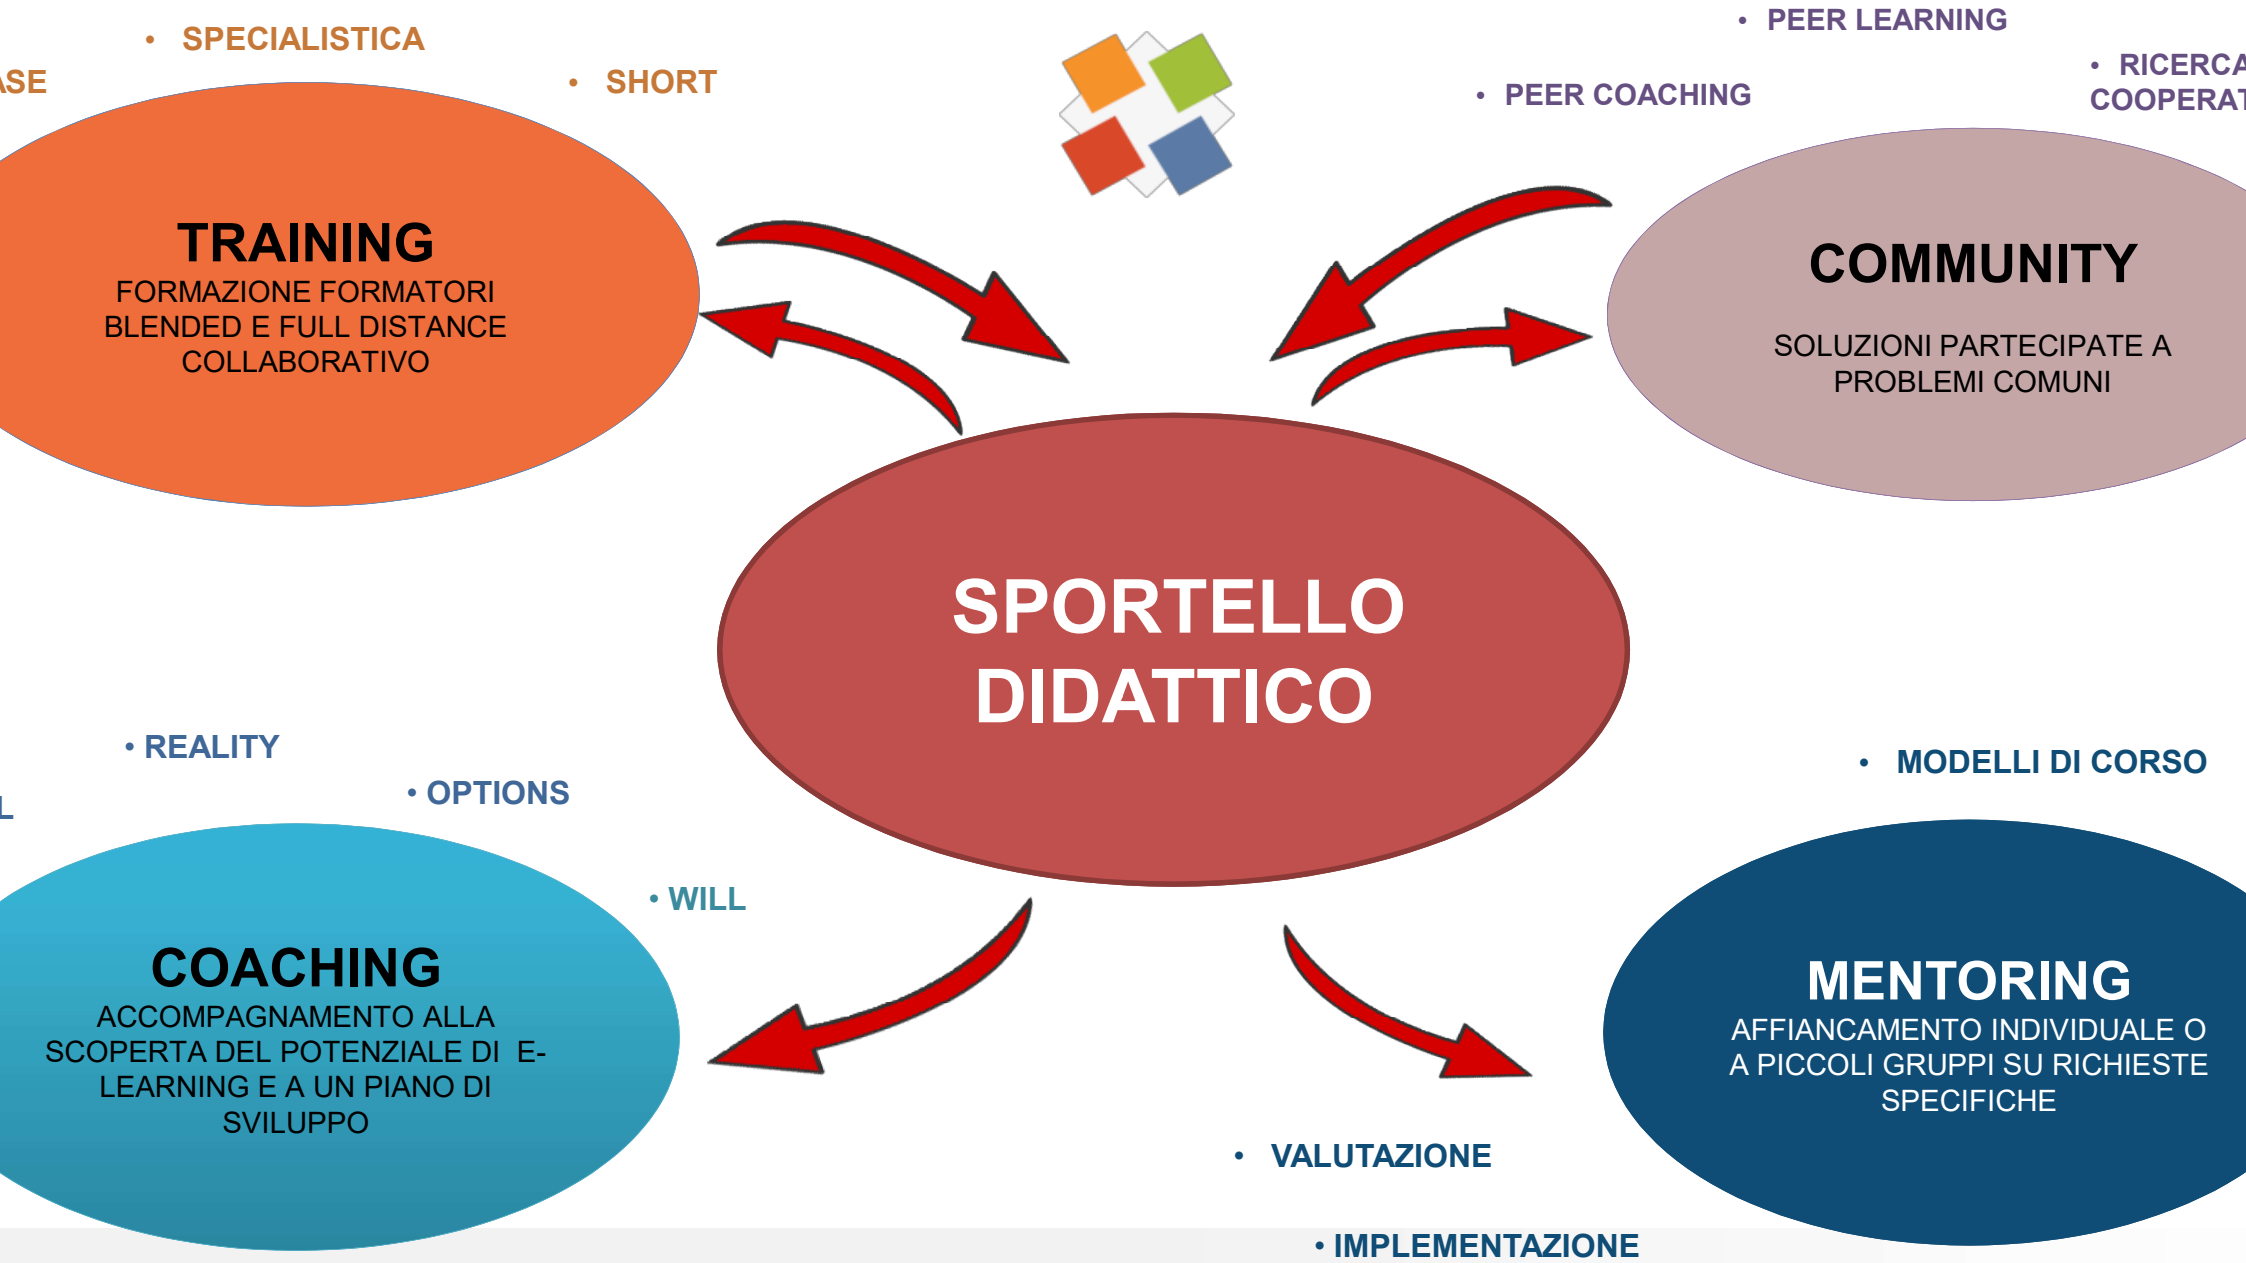 • SPECIALISTICA
• SHORT
TRAINING
FORMAZIONE FORMATORI
BLENDED E FULL DISTANCE
COLLABORATIVO
• PEER LEARNING
• PEER COACHING
COMMUNITY
SOLUZIONI PARTECIPATE A
PROBLEMI COMUNI
SPORTELLO
DIDATTICO
• REALITY
• OPTIONS
• WILL
COACHING
ACCOMPAGNAMENTO ALLA
SCOPERTA DEL POTENZIALE DI E-
LEARNING E A UN PIANO DI
SVILUPPO
• MODELLI DI CORSO
MENTORING
AFFIANCAMENTO INDIVIDUALE O
A PICCOLI GRUPPI SU RICHIESTE
SPECIFICHE
• VALUTAZIONE
• IMPLEMENTAZIONE